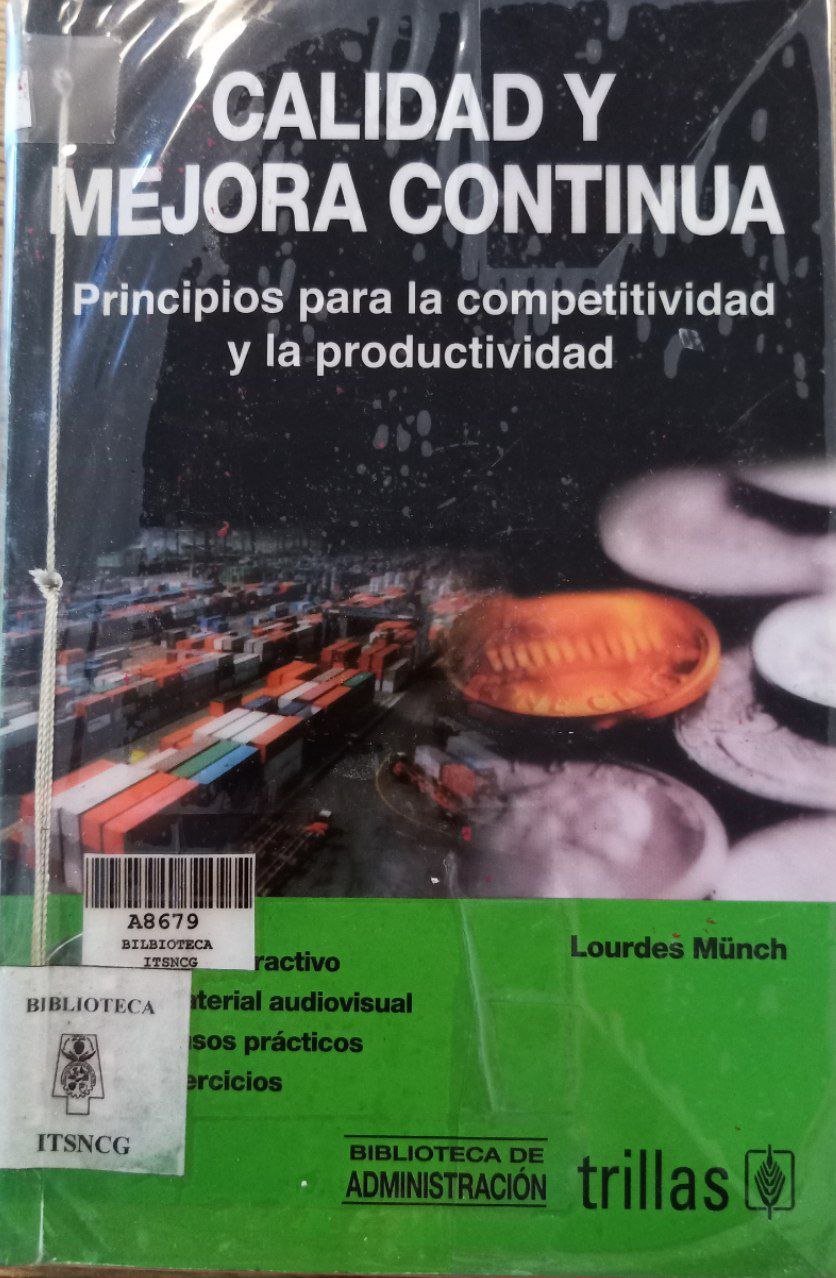 CALIDAD Y
MEJORA CONTINUA
Principios para la competitividad
y la productividad
A8679
BILBIOTECA
ITSNCG
ractivo
Lourdes Münch
aterial audiovisual
sos prácticos
ercicios
BIBLIOTECA
ITSNCG
BIBLIOTECA DE
ADMINISTRACIÓN
trillas